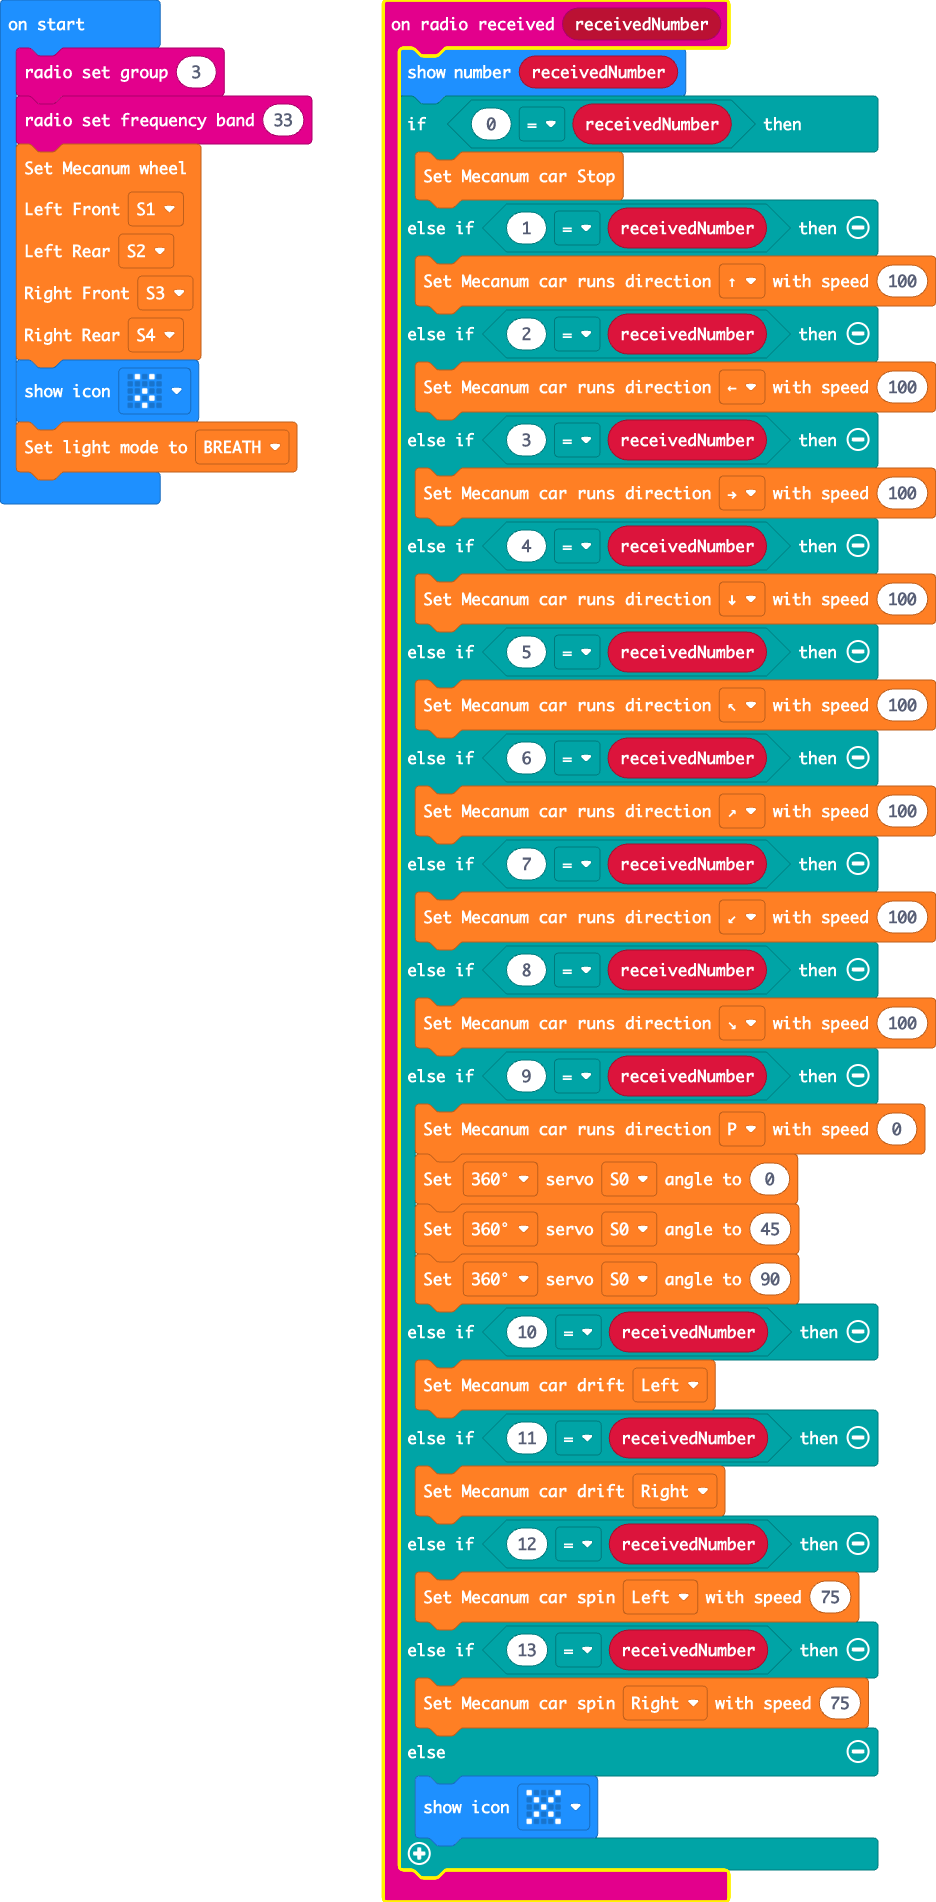 on start
radio set group 3
radio set frequency band 33
Set Mecanum wheel
Left Front S1
Left Rear S2
Right Front S3
Right Rear S4
show icon
Set light mode to BREATH
on radio received receivedNumber
show number receivedNumber
if 0 = receivedNumber then
Set Mecanum car Stop
else if 1 = receivedNumber then
Set Mecanum car runs direction ↑ with speed 100
else if 2 = receivedNumber then
Set Mecanum car runs direction ← with speed 100
else if 3 = receivedNumber then
Set Mecanum car runs direction → with speed 100
else if 4 = receivedNumber then
Set Mecanum car runs direction ↓ with speed 100
else if 5 = receivedNumber then
Set Mecanum car runs direction ↖ with speed 100
else if 6 = receivedNumber then
Set Mecanum car runs direction ↗ with speed 100
else if 7 = receivedNumber then
Set Mecanum car runs direction ↙ with speed 100
else if 8 = receivedNumber then
Set Mecanum car runs direction ↘ with speed 100
else if 9 = receivedNumber then
Set Mecanum car runs direction P with speed 0
Set 360° servo S0 angle to 0
Set 360° servo S0 angle to 45
Set 360° servo S0 angle to 90
else if 10 = receivedNumber then
Set Mecanum car drift Left
else if 11 = receivedNumber then
Set Mecanum car drift Right
else if 12 = receivedNumber then
Set Mecanum car spin Left with speed 75
else if 13 = receivedNumber then
Set Mecanum car spin Right with speed 75
else
show icon